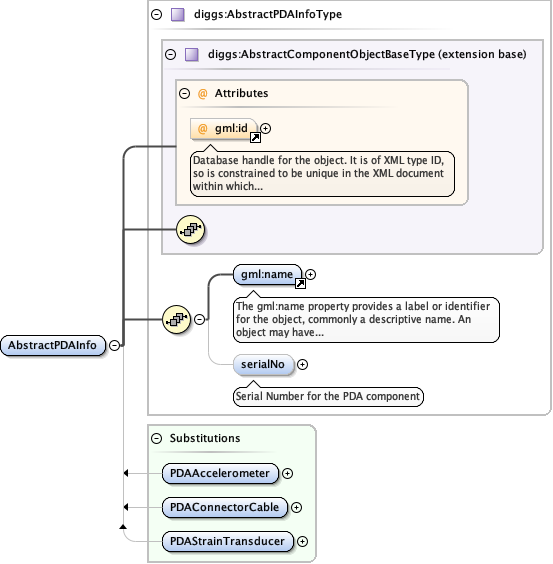 diggs:AbstractPDAInfoType
diggs:AbstractComponentObjectBaseType (extension base)
@ Attributes
@ gml:id
Database handle for the object. It is of XML type ID,
so is constrained to be unique in the XML document
within which...
gml:name
The gml:name property provides a label or identifier
for the object, commonly a descriptive name. An
object may have...
AbstractPDAInfo
serialNo
Serial Number for the PDA component
Substitutions
PDAAccelerometer
PDAConnectorCable
PDAStrainTransducer